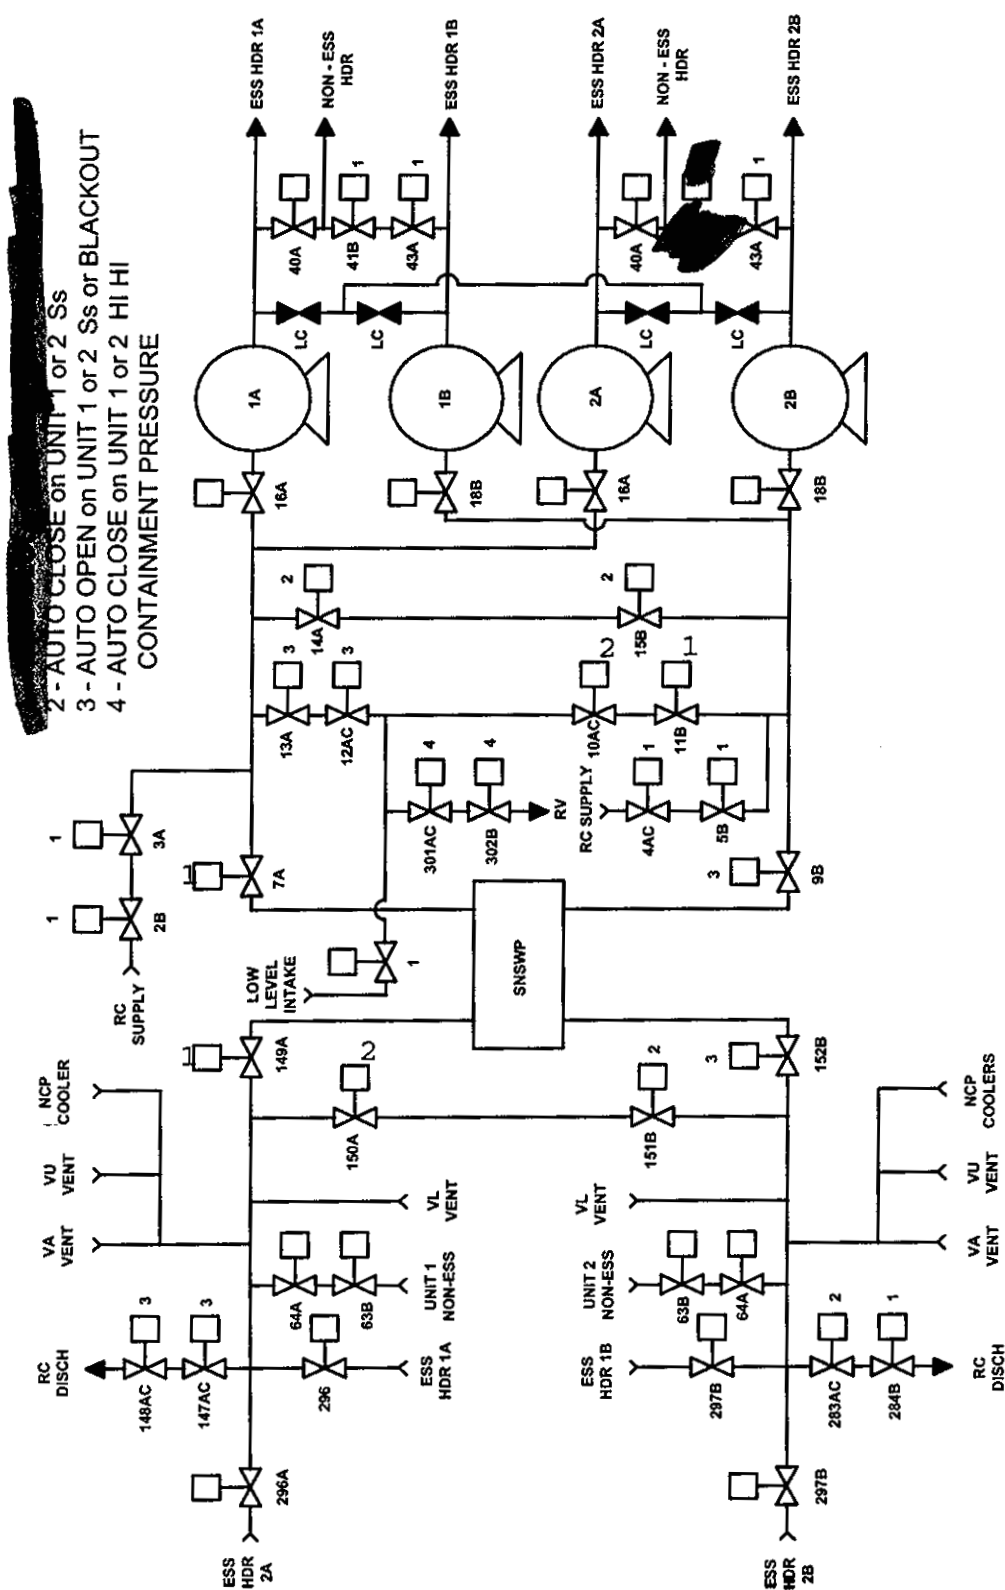 2 - AUTO CLOSE on UNIT 1 or 2 Ss
3 - AUTO OPEN on UNIT 1 or 2 Ss or BLACKOUT
4 - AUTO CLOSE on UNIT 1 or 2 HI HI
CONTAINMENT PRESSURE
ESS HDR 1A
NON - ESS
HDR
ESS HDR 1B
ESS HDR 2A
NON - ESS
HDR
ESS HDR 2B
40A
41B
1
43A
1
40A
43A
1
LC
LC
LC
LC
1A
1B
2A
2B
16A
18B
16A
18B
14A
2
15B
2
13A
3
12AC
3
10AC
2
11B
1
301AC
4
302B
4
RV
RC SUPPLY
4AC
1
5B
1
3A
1
2B
1
RC
SUPPLY
7A
1
9B
3
LOW
LEVEL
INTAKE
1
SNSWP
149A
1
152B
3
150A
2
151B
2
NCP
COOLER
VU
VENT
VA
VENT
VL
VENT
VL
VENT
NCP
COOLERS
VU
VENT
VA
VENT
64A
63B
UNIT 1
NON-ESS
UNIT 2
NON-ESS
63B
64A
RC
DISCH
148AC
3
147AC
3
296
ESS
HDR 1A
ESS
HDR 1B
297B
283AC
2
284B
1
RC
DISCH
296A
297B
ESS
HDR
2A
ESS
HDR
2B